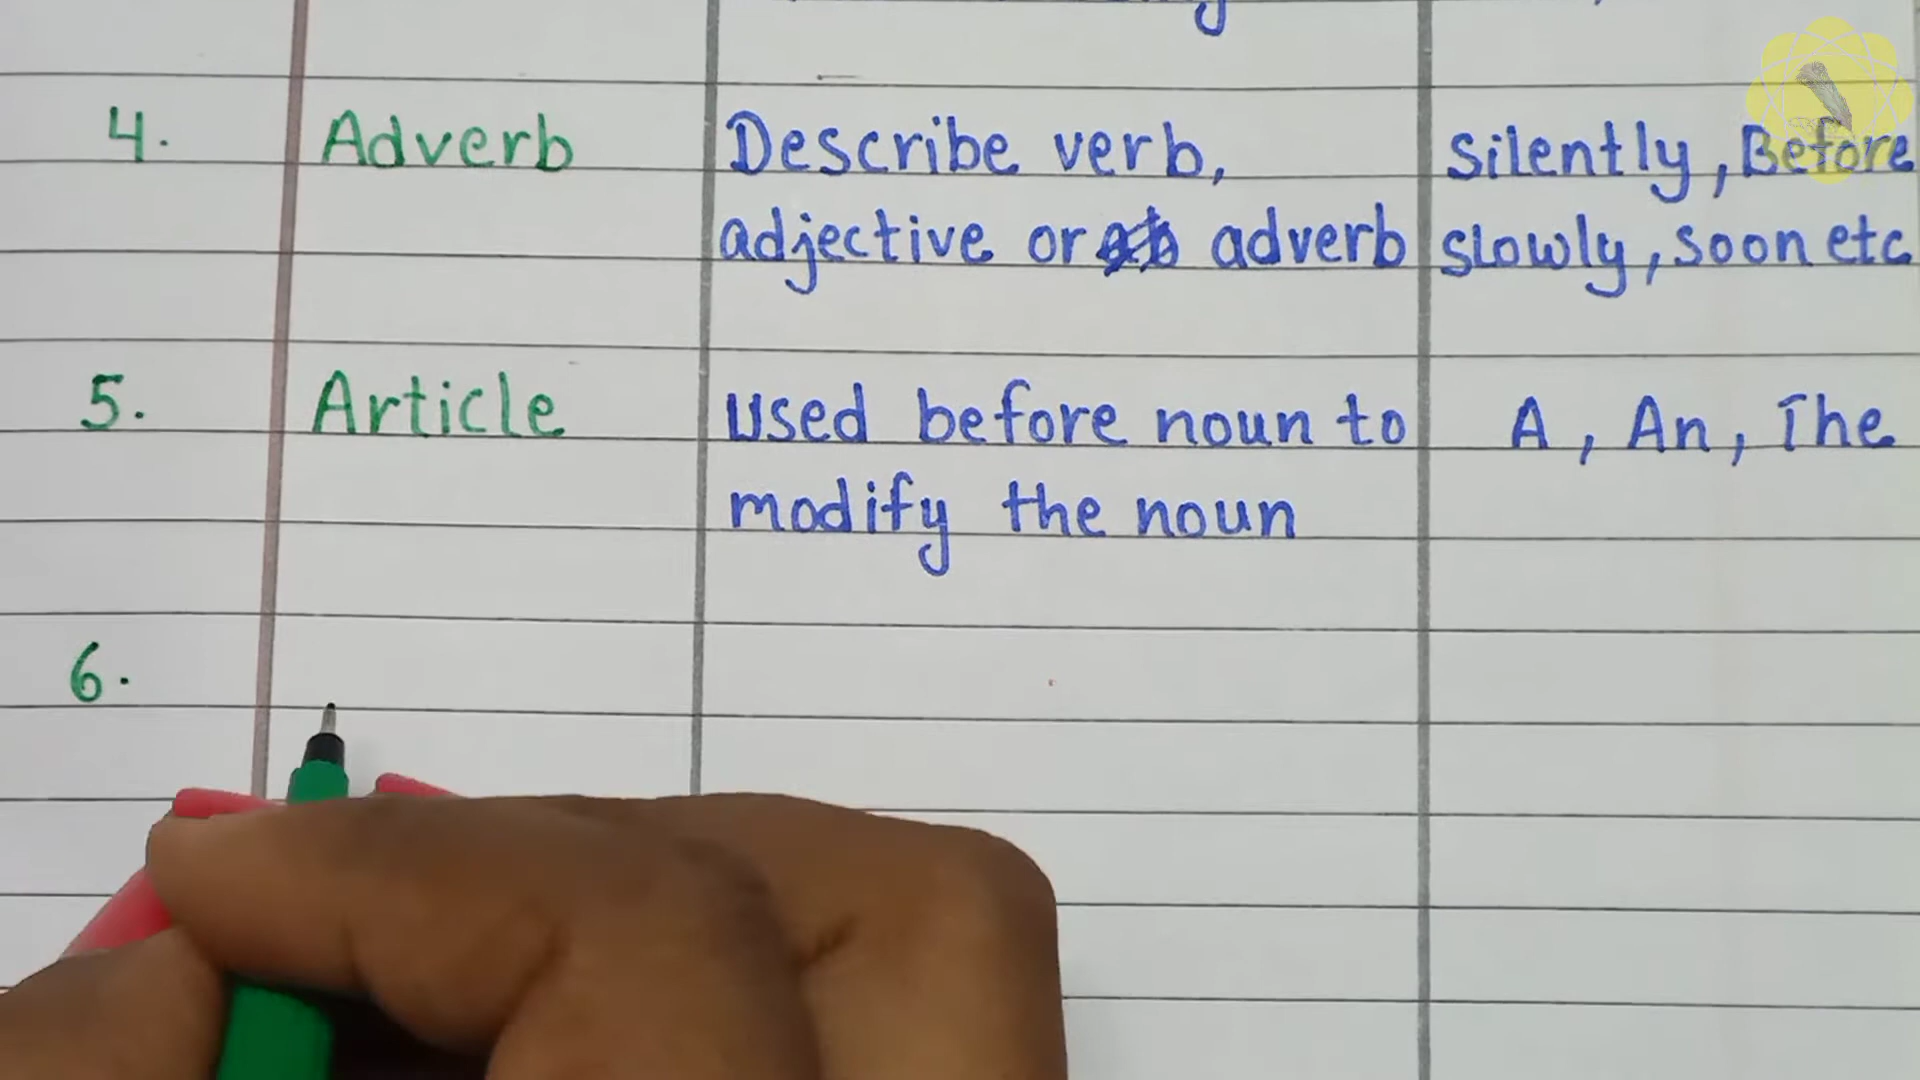 4. Adverb Describe verb, silently, Before
adjective or adverb slowly, soon etc
5. Article used before noun to A, An, The
modify the noun
6.